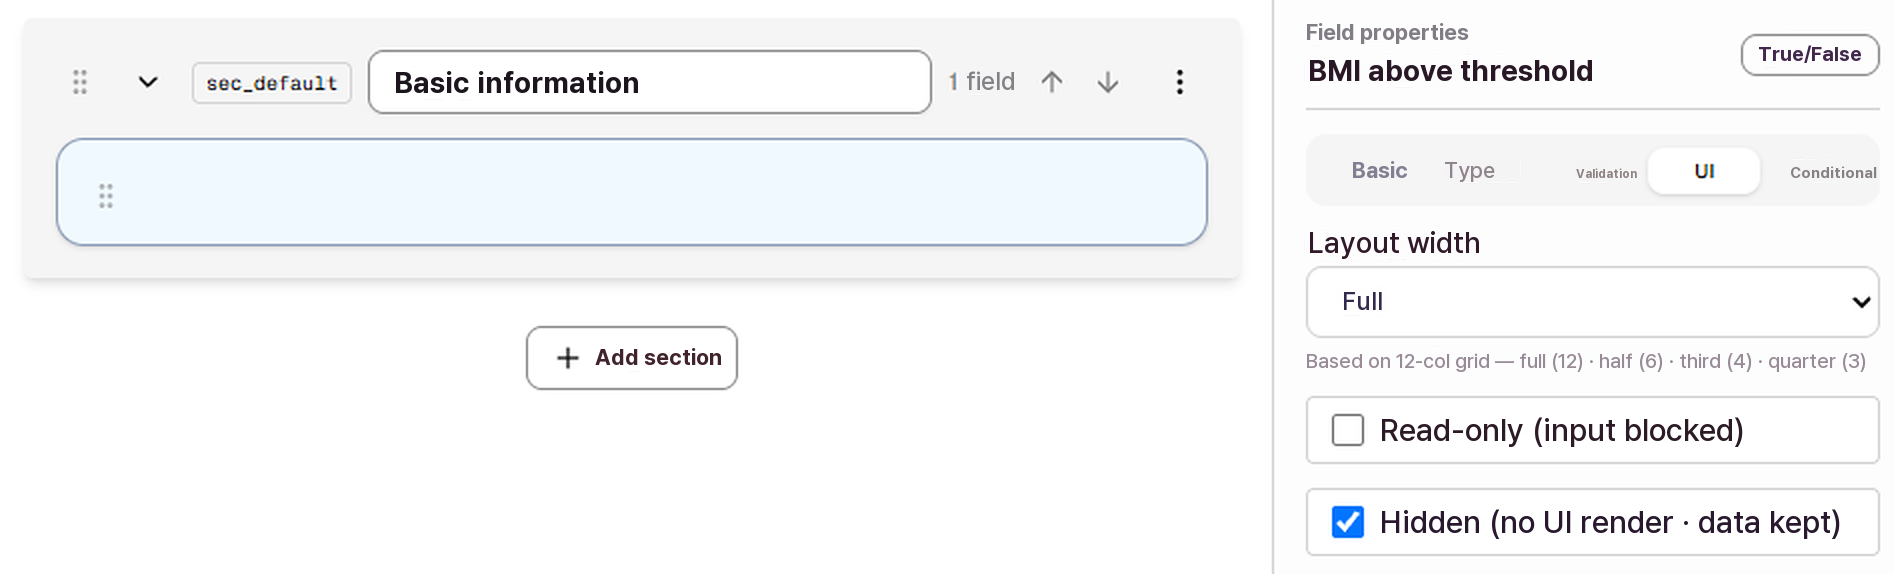 sec_default Basic information 1 field
Add section
Field properties
BMI above threshold
True/False
Basic Type Validation UI Conditional
Layout width
Full
Based on 12-col grid — full (12) · half (6) · third (4) · quarter (3)
Read-only (input blocked)
Hidden (no UI render · data kept)